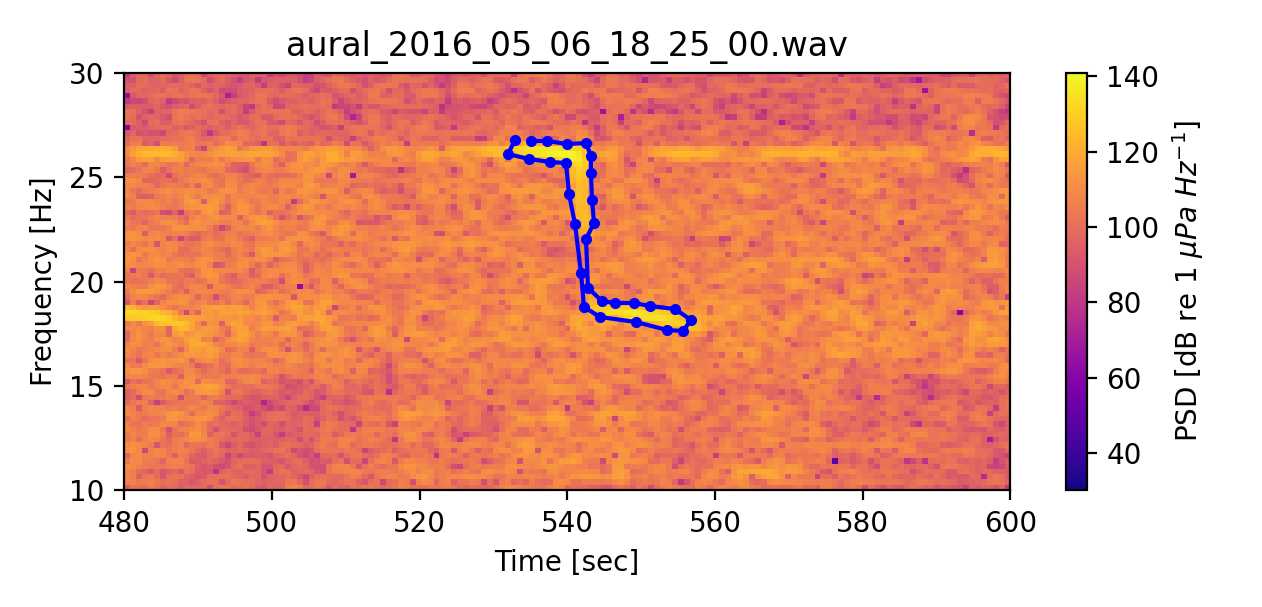 aural_2016_05_06_18_25_00.wav
30
25
20
15
10
Frequency [Hz]
480 500 520 540 560 580 600
Time [sec]
140
120
100
80
60
40
PSD [dB re 1 μPa Hz⁻¹]